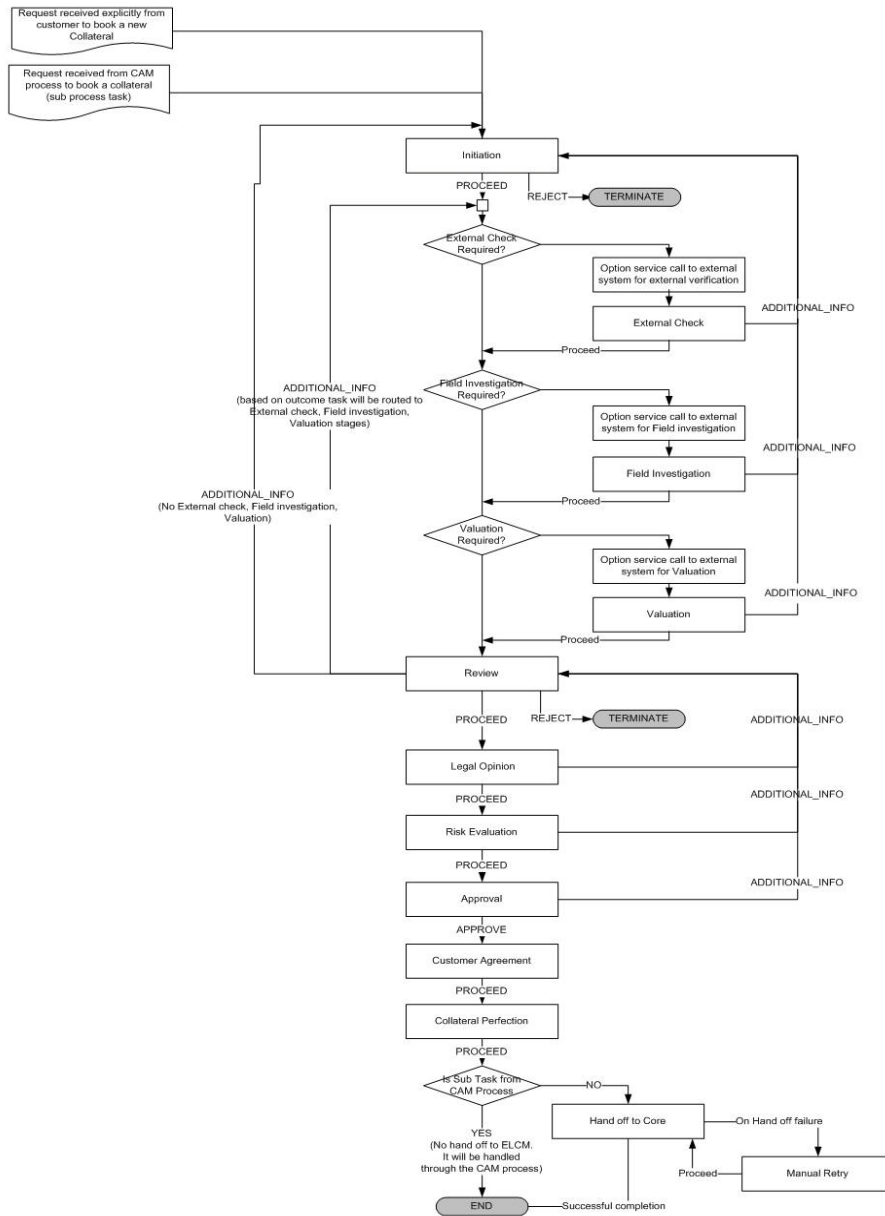 Request received explicitly from
customer to book a new
Collateral
Request received from CAM
process to book a collateral
(sub process task)
Initiation
PROCEED
REJECT
TERMINATE
External Check
Required?
Option service call to external
system for external verification
ADDITIONAL_INFO
External Check
Proceed
ADDITIONAL_INFO
(based on outcome task will be routed to
External check, Field investigation,
Valuation stages)
Field Investigation
Required?
Option service call to external
system for Field investigation
ADDITIONAL_INFO
Field Investigation
ADDITIONAL_INFO
(No External check, Field investigation,
Valuation)
Proceed
Valuation
Required?
Option service call to external
system for Valuation
ADDITIONAL_INFO
Valuation
Proceed
Review
PROCEED
REJECT
TERMINATE
ADDITIONAL_INFO
Legal Opinion
PROCEED
ADDITIONAL_INFO
Risk Evaluation
PROCEED
ADDITIONAL_INFO
Approval
APPROVE
Customer Agreement
PROCEED
Collateral Perfection
PROCEED
Is Sub Task from
CAM Process
NO
Hand off to Core
On Hand off failure
YES
(No hand off to ELCM.
It will be handled
through the CAM process)
Proceed
Manual Retry
END
Successful completion